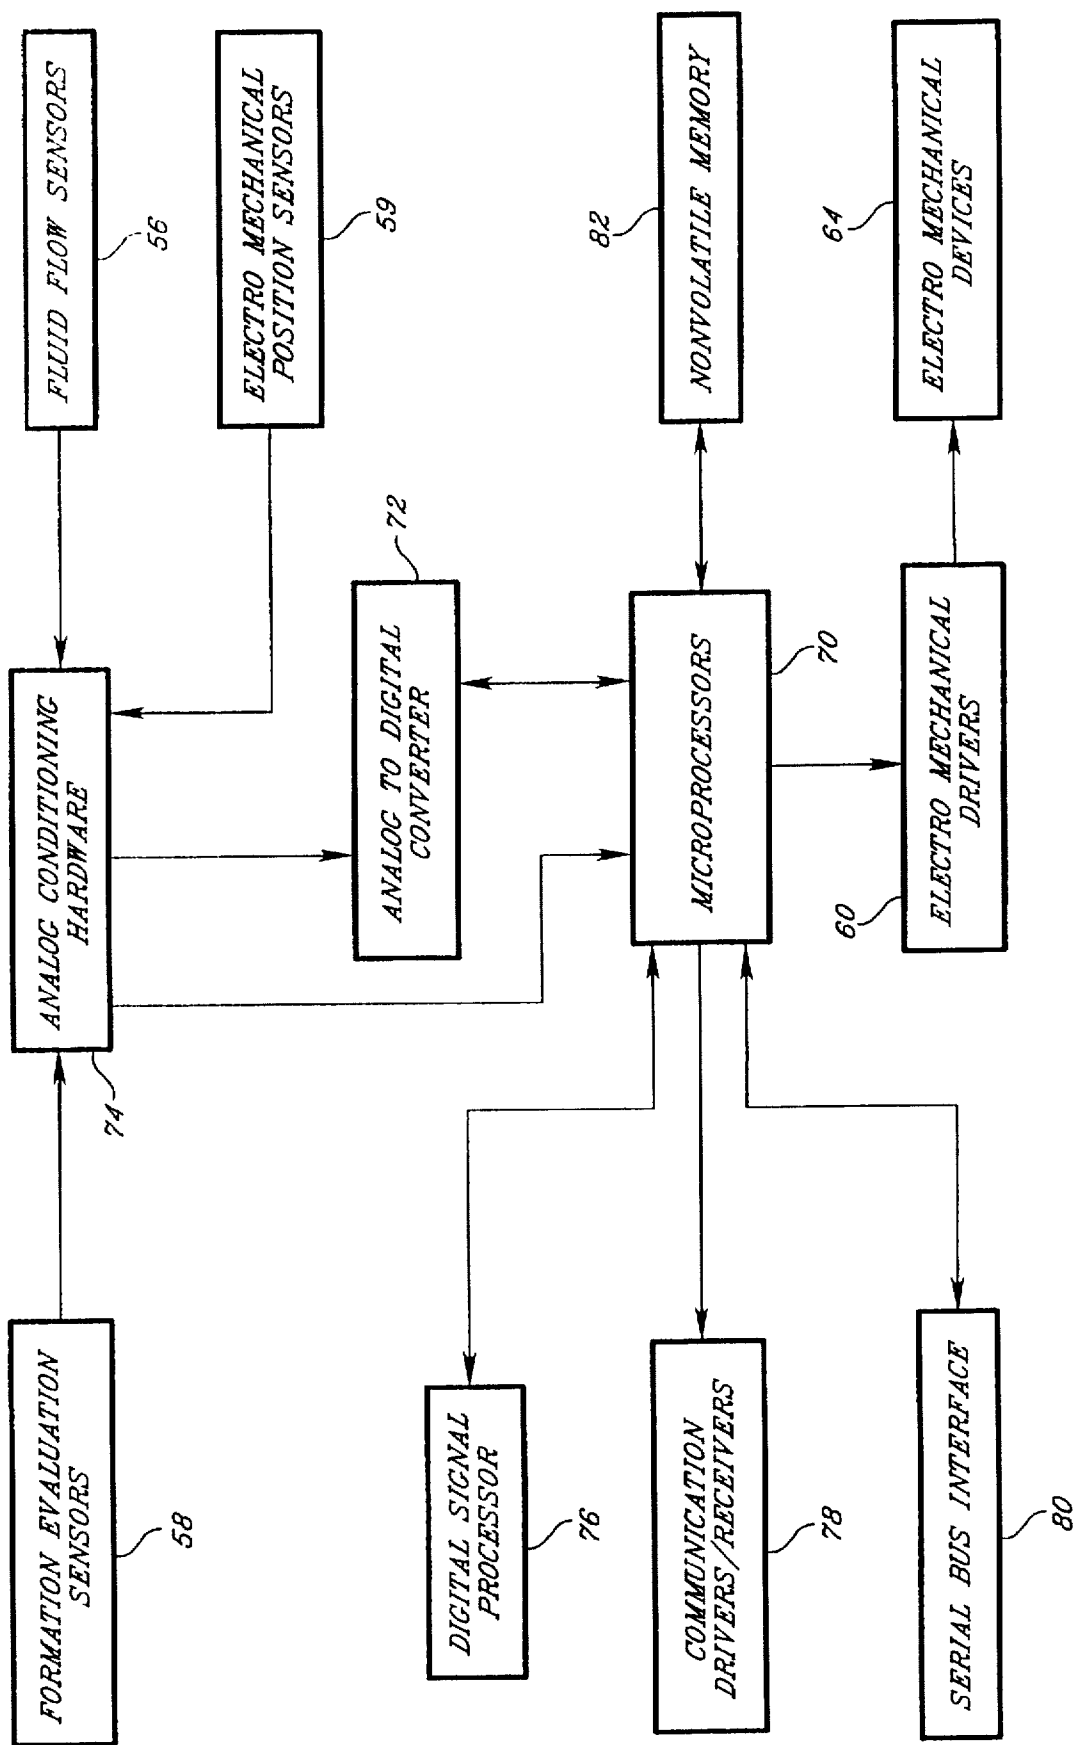 FORMATION EVALUATION
SENSORS
58
ANALOG CONDITIONING
HARDWARE
74
FLUID FLOW SENSORS
56
ELECTRO MECHANICAL
POSITION SENSORS
59
ANALOG TO DIGITAL
CONVERTER
72
DIGITAL SIGNAL
PROCESSOR
76
COMMUNICATION
DRIVERS/RECEIVERS
78
MICROPROCESSORS
70
NONVOLATILE MEMORY
82
SERIAL BUS INTERFACE
80
ELECTRO MECHANICAL
DRIVERS
60
ELECTRO MECHANICAL
DEVICES
64